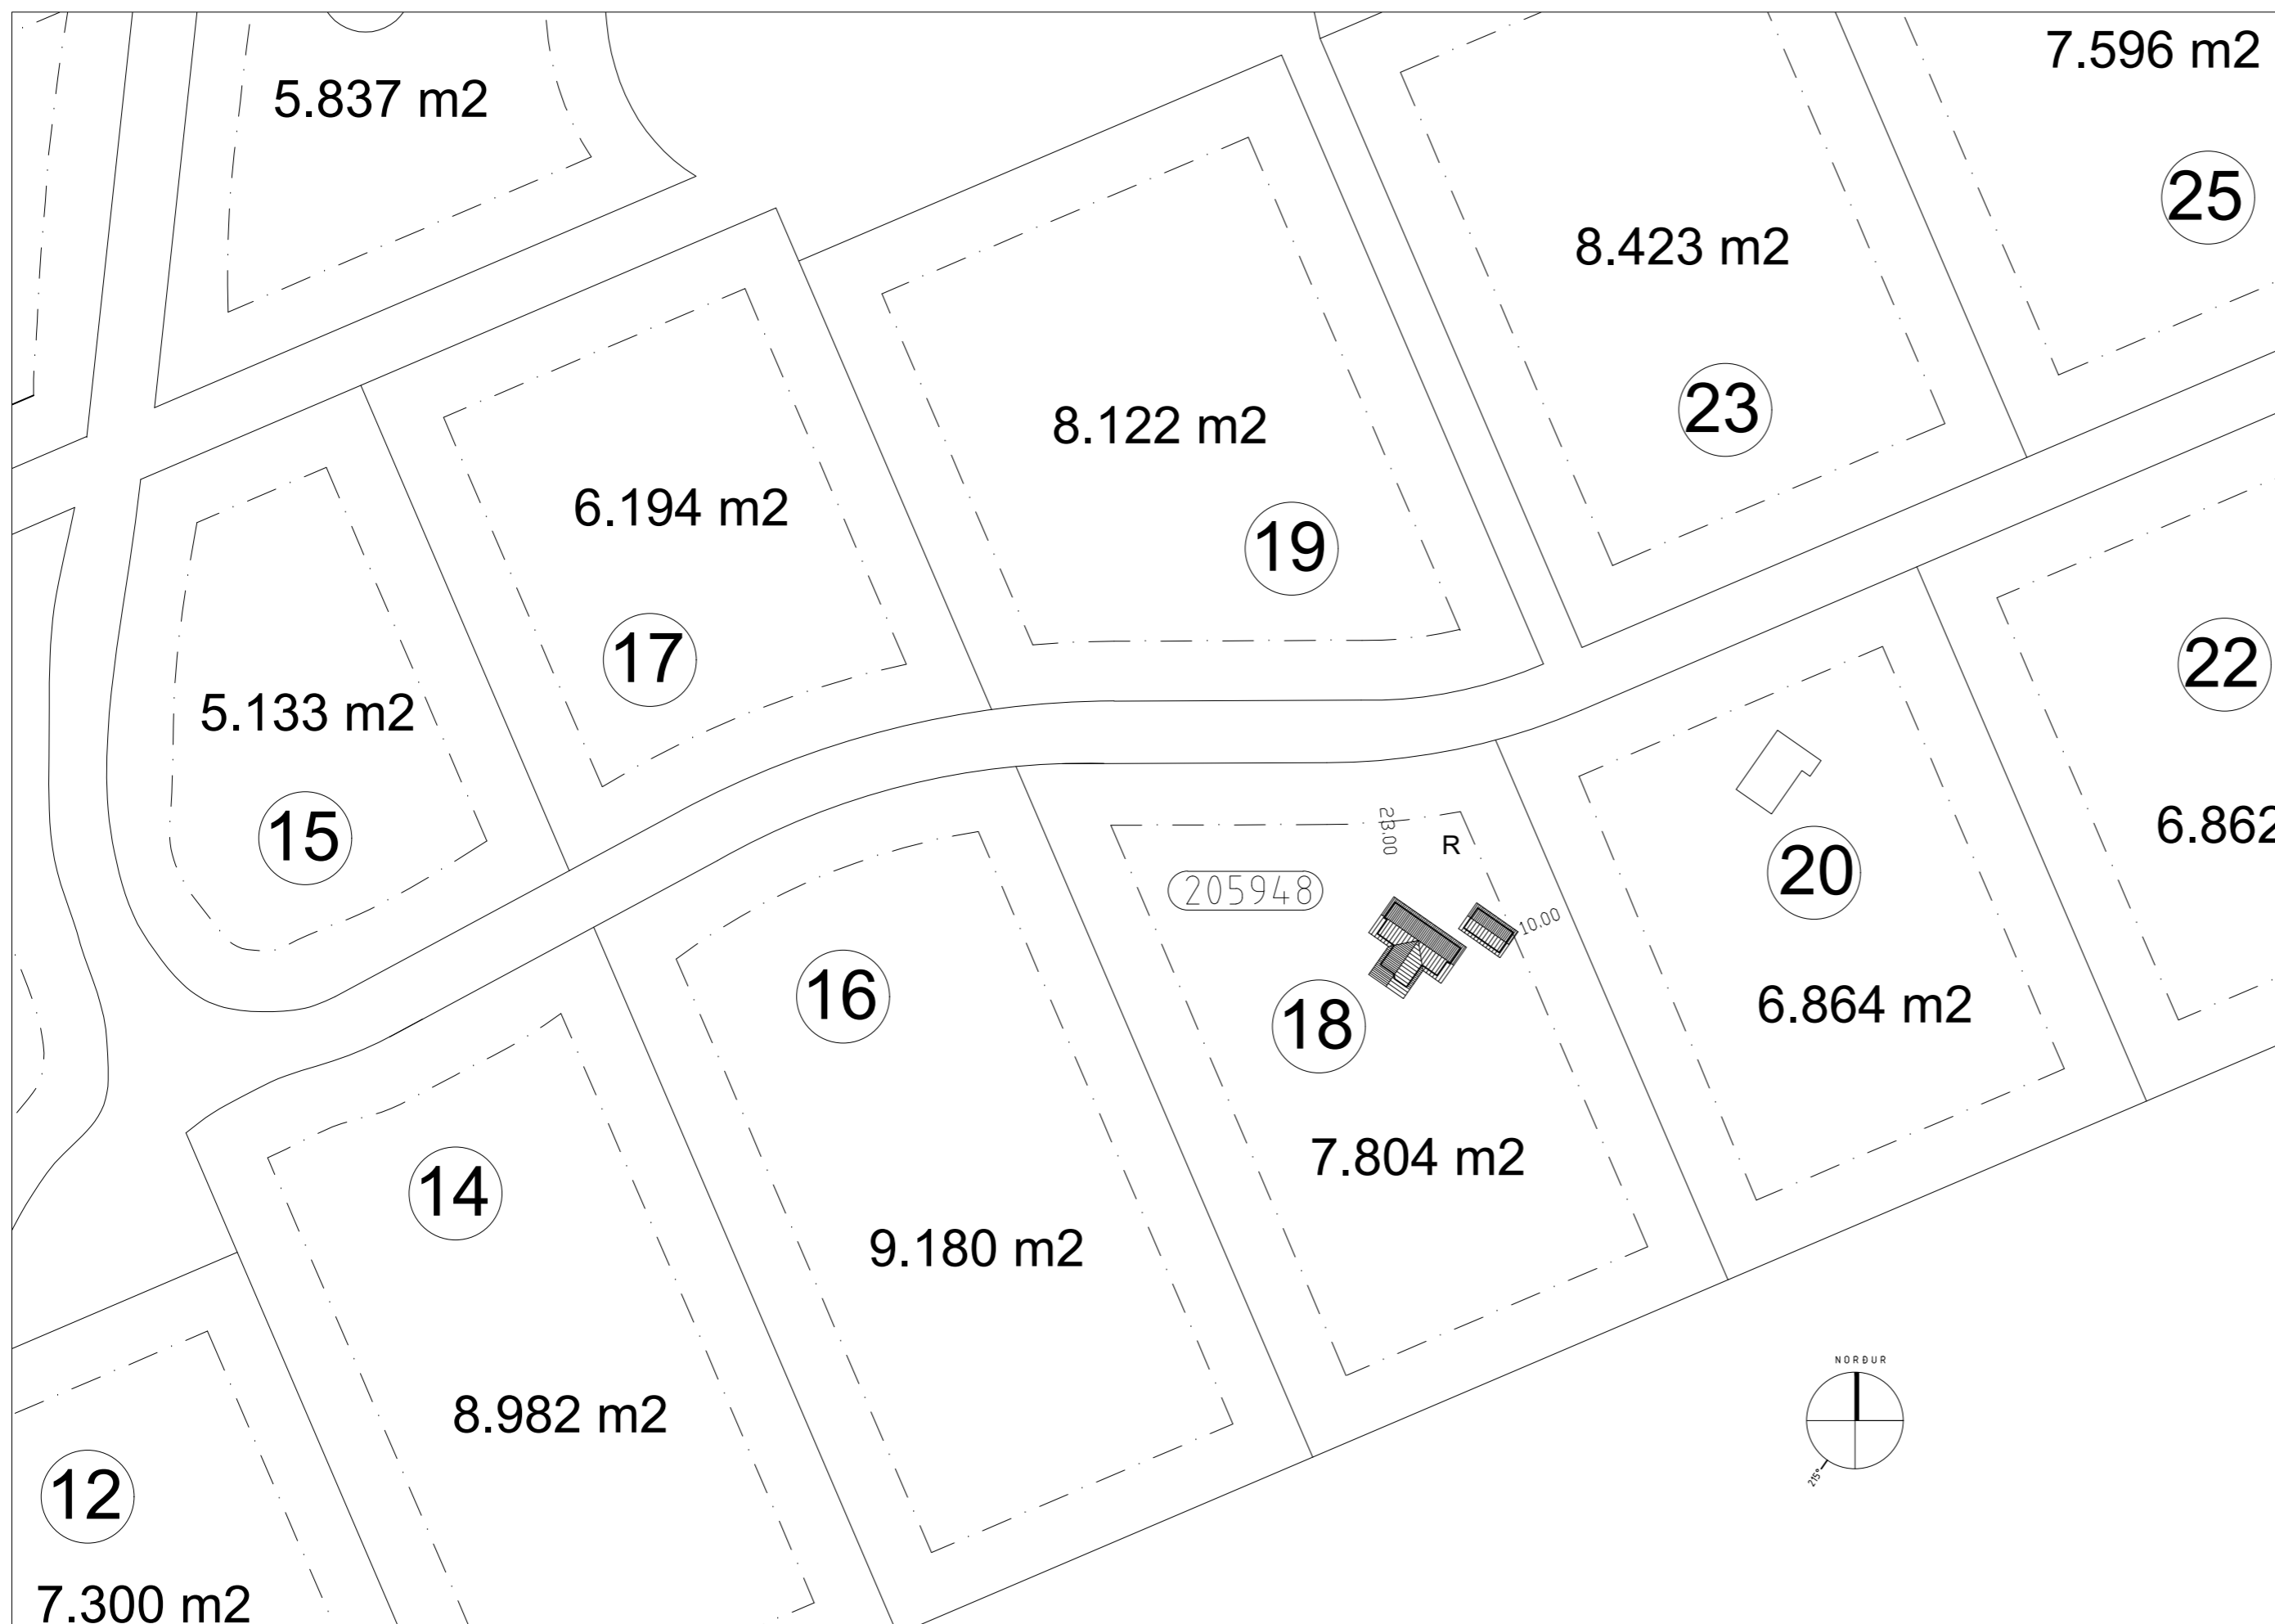 7.596 m2
5.837 m2
25
8.423 m2
23
8.122 m2
6.194 m2
19
17
22
5.133 m2
15
23.00
R
6.862
205948
20
10.00
16
18
6.864 m2
14
7.804 m2
9.180 m2
NORÐUR
8.982 m2
215°
12
7.300 m2